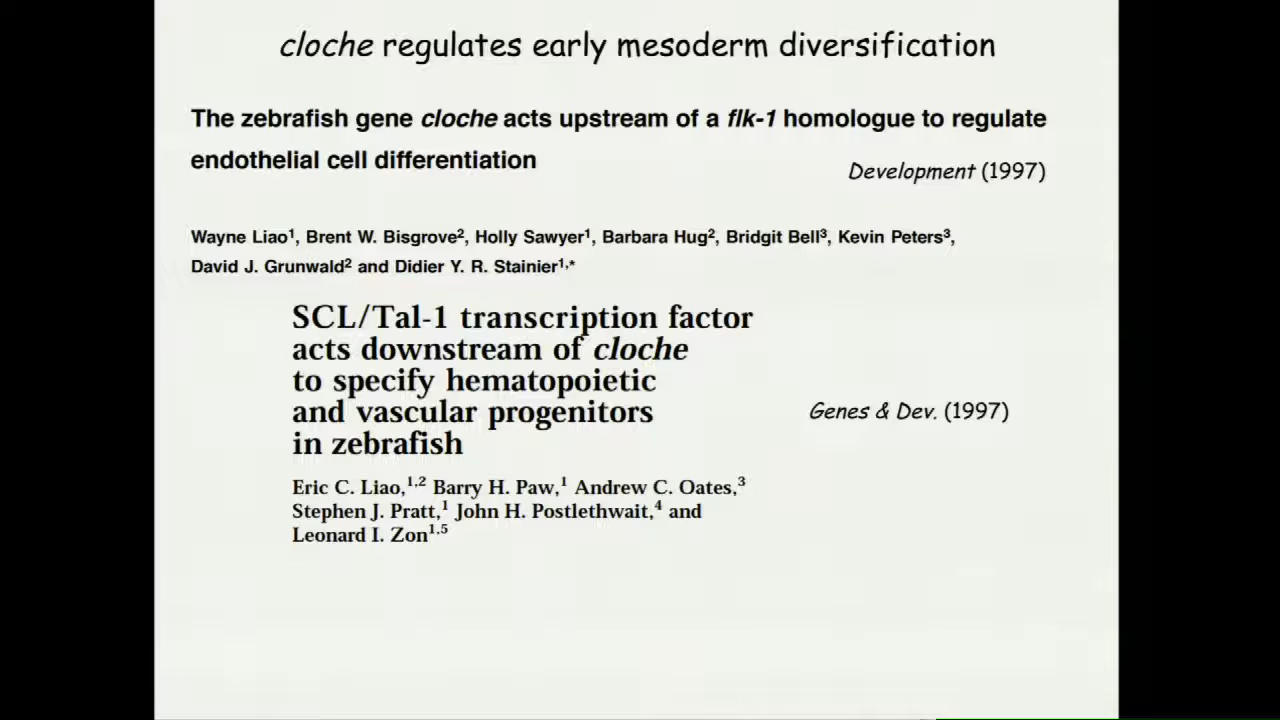 cloche regulates early mesoderm diversification
The zebrafish gene cloche acts upstream of a flk-1 homologue to regulate
endothelial cell differentiation
Development (1997)
Wayne Liao1, Brent W. Bisgrove2, Holly Sawyer1, Barbara Hug2, Bridgit Bell3, Kevin Peters3,
David J. Grunwald2 and Didier Y. R. Stainier1,*
SCL/Tal-1 transcription factor
acts downstream of cloche
to specify hematopoietic
and vascular progenitors
in zebrafish
Genes & Dev. (1997)
Eric C. Liao,1,2 Barry H. Paw,1 Andrew C. Oates,3
Stephen J. Pratt,1 John H. Postlethwait,4 and
Leonard I. Zon1,5